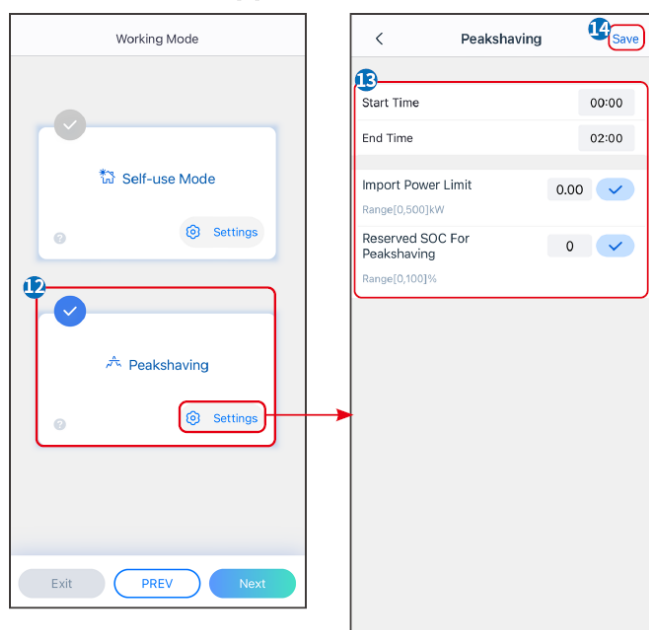 Working Mode
Self-use Mode
Settings
12
Peakshaving
Settings
Exit
PREV
Next
14
Peakshaving
Save
13
Start Time
00:00
End Time
02:00
Import Power Limit
0.00
Range[0,500]kW
Reserved SOC For
Peakshaving
0
Range[0,100]%